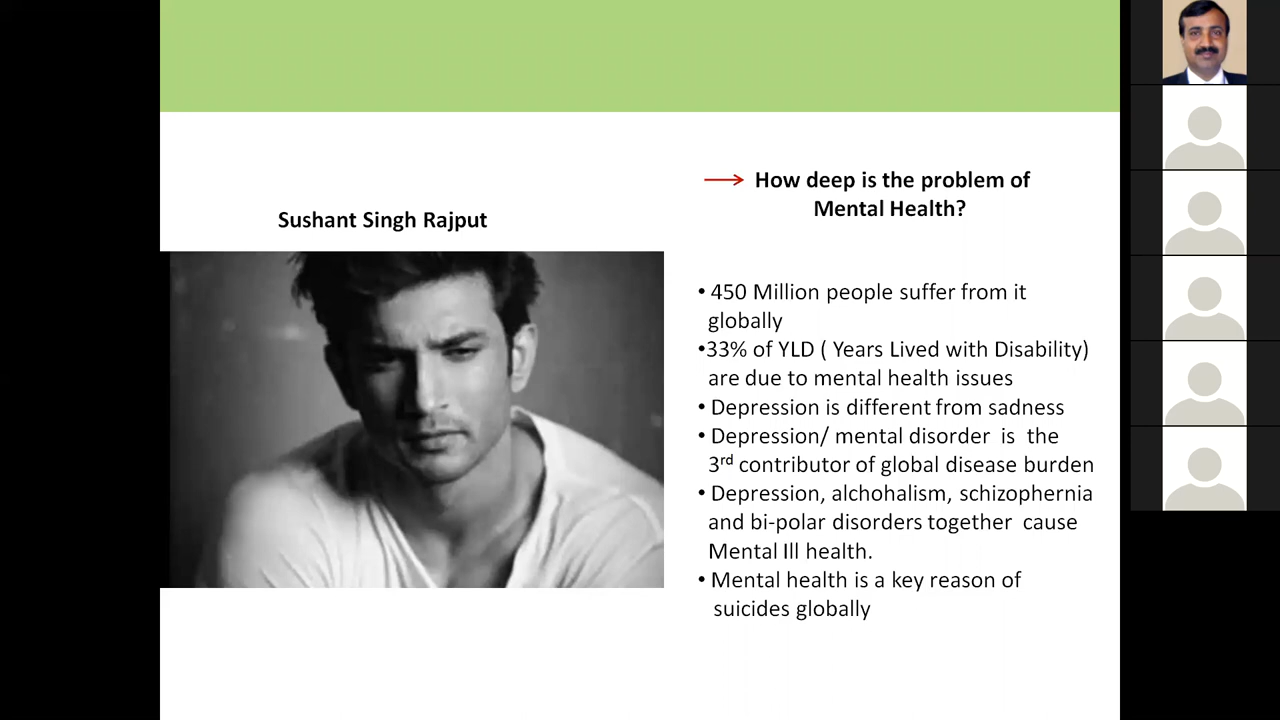 Sushant Singh Rajput
How deep is the problem of
Mental Health?
• 450 Million people suffer from it
globally
•33% of YLD ( Years Lived with Disability)
are due to mental health issues
• Depression is different from sadness
• Depression/ mental disorder is the
3rd contributor of global disease burden
• Depression, alchohalism, schizophernia
and bi-polar disorders together cause
Mental Ill health.
• Mental health is a key reason of
suicides globally